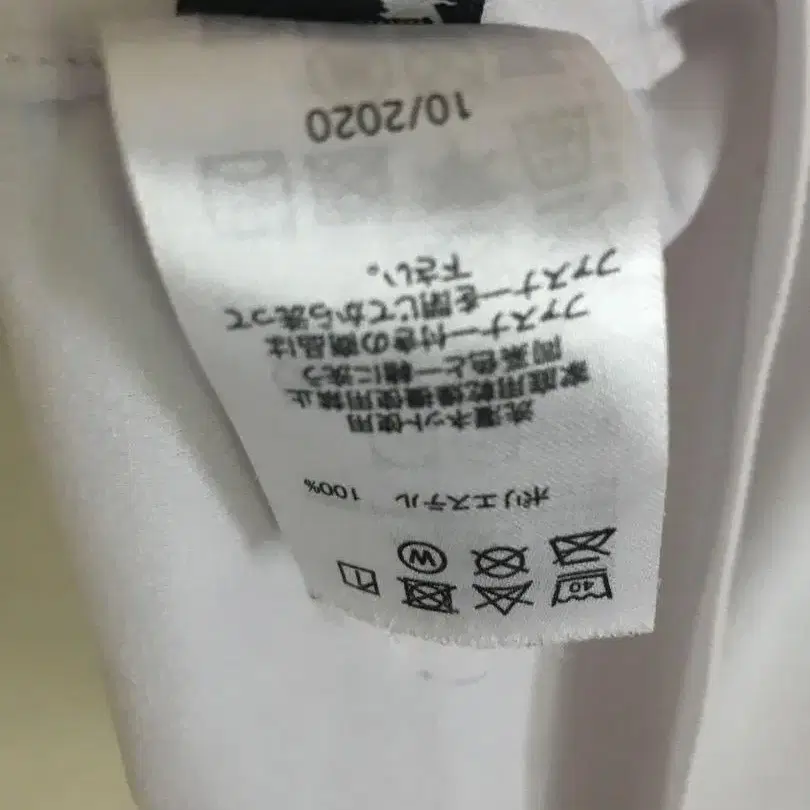 40
W
ポリエステル 100%
洗濯ネット使用
家庭用乾燥機使用禁止
同系色と一緒に洗う
ファスナー付きの商品は
ファスナーを閉じてから洗って
下さい。
10/2020